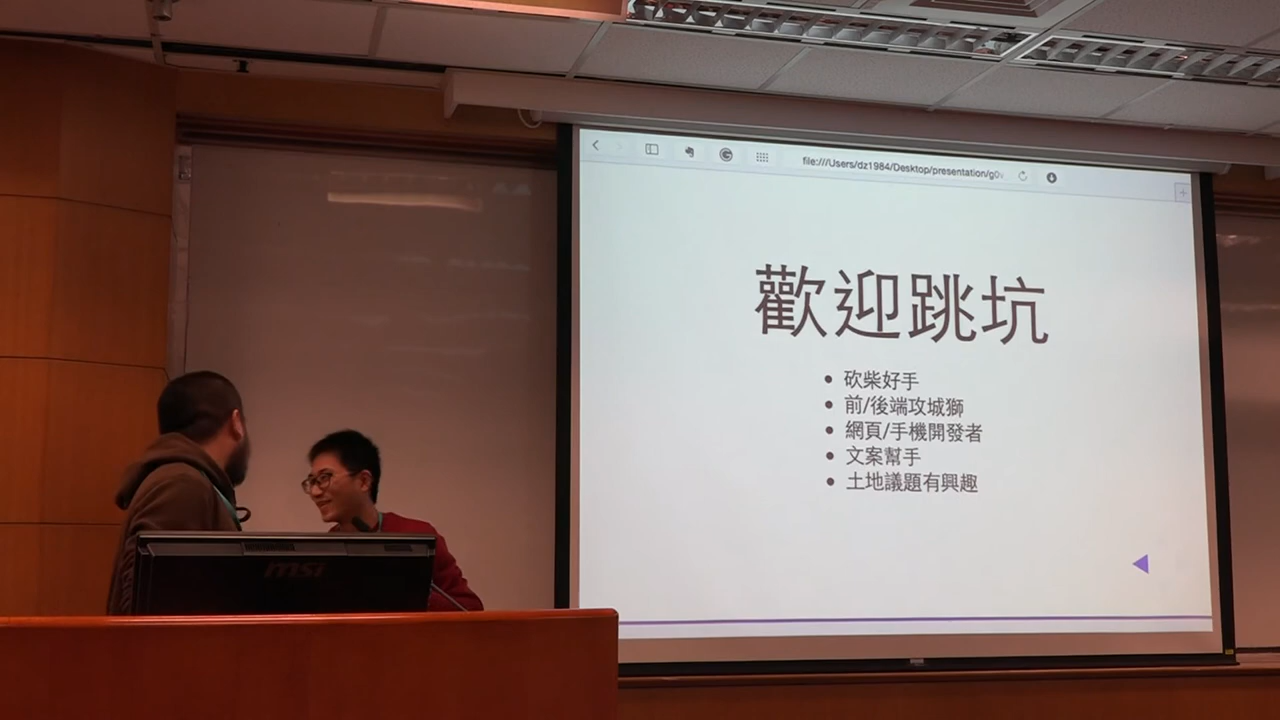 file:///Users/dz1984/Desktop/presentation/g0v
歡迎跳坑
砍柴好手
前/後端攻城獅
網頁/手機開發者
文案幫手
土地議題有興趣
msi